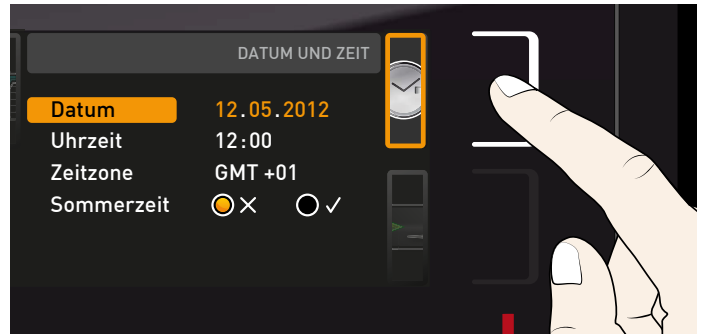 DATUM UND ZEIT
Datum 12.05.2012
Uhrzeit 12:00
Zeitzone GMT +01
Sommerzeit